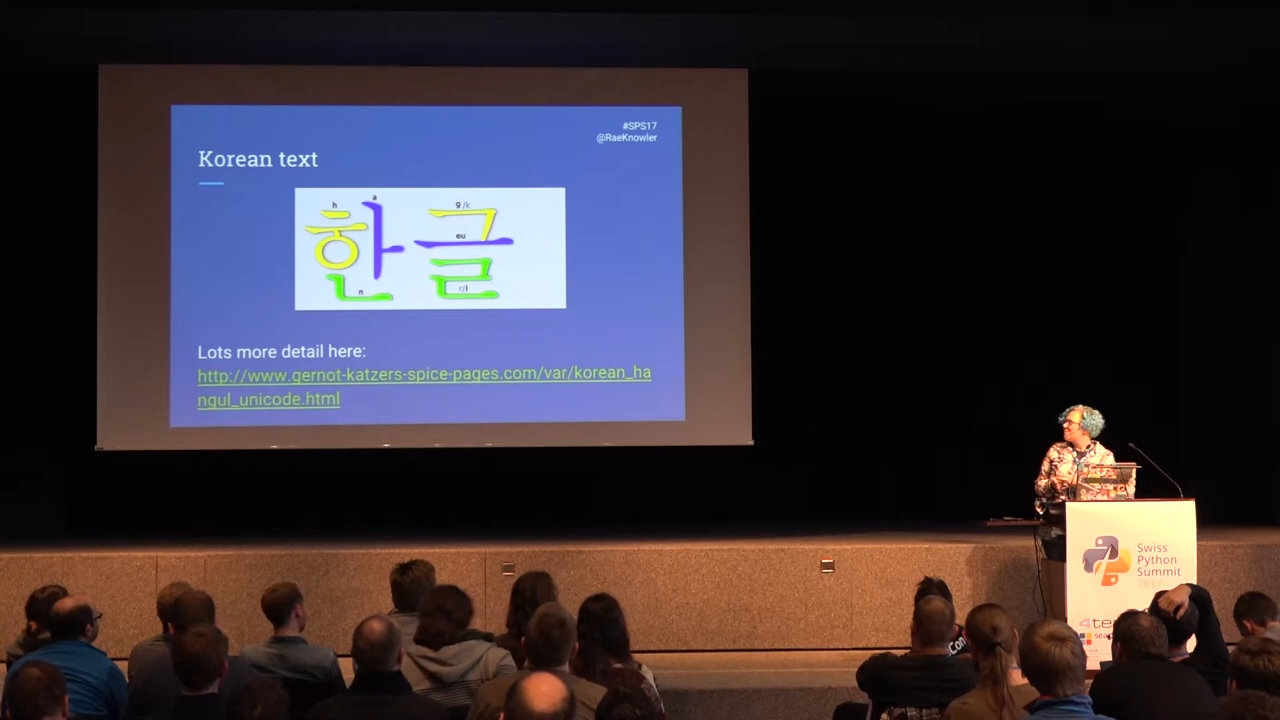 #SPS17
@RaeKnowler
Korean text
h
a
g/k
eu
한글
n
r/l
Lots more detail here:
http://www.gernot-katzers-spice-pages.com/var/korean_ha
ngul_unicode.html
Swiss
Python
Summit
2017